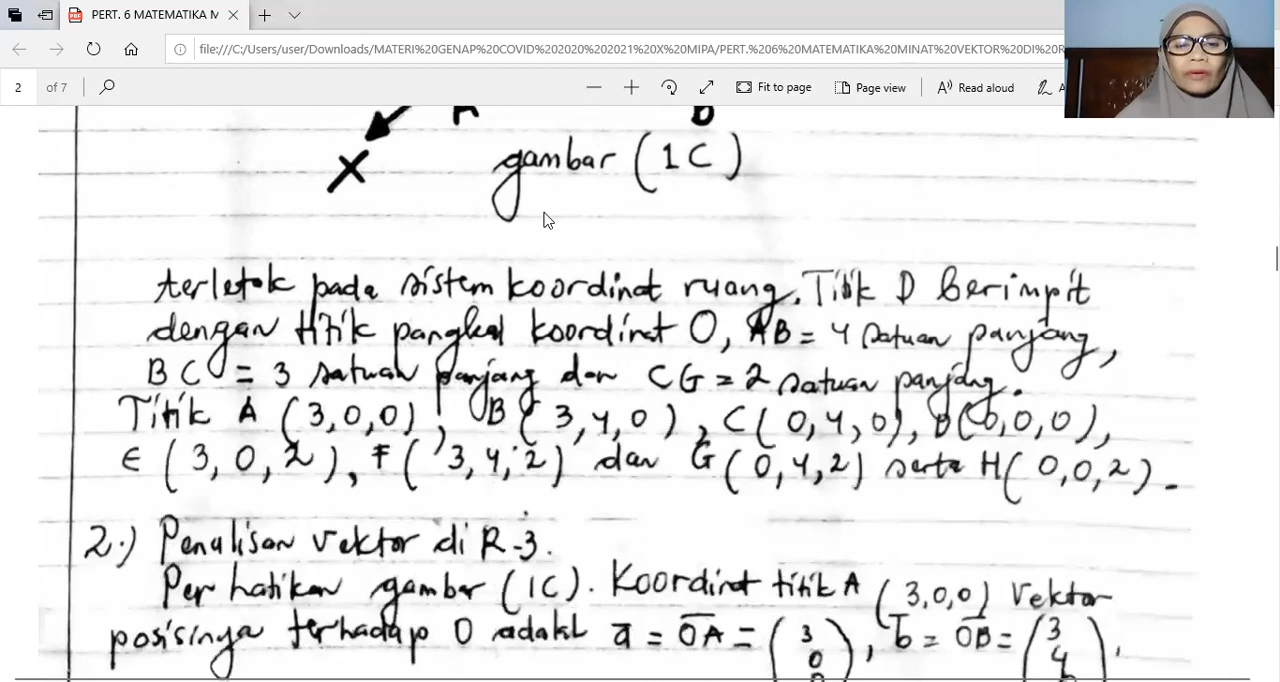 PERT. 6 MATEMATIKA M
file:///C:/Users/user/Downloads/MATERI%20GENAP%20COVID%202020%202021%20X%20MIPA/PERT.%206%20MATEMATIKA%20MINAT%20VEKTOR%20DI%20R
2 of 7 Fit to page Page view Read aloud
A B
X gambar (1C)
terletak pada sistem koordinat ruang. Titik D berimpit
dengan titik pangkal koordinat O, AB = 4 satuan panjang,
BC = 3 satuan panjang dan CG = 2 satuan panjang.
Titik A (3,0,0), B (3,4,0), C(0,4,0), D(0,0,0),
E (3,0,2), F(3,4,2) dan G(0,4,2) serta H(0,0,2).
2.) Penulisan vektor di R-3.
Perhatikan gambar (1C). Koordinat titik A (3,0,0) Vektor
posisinya terhadap O adalah a̅ = O̅A̅ = (3 0 0), b̅ = O̅B̅ = (3 4